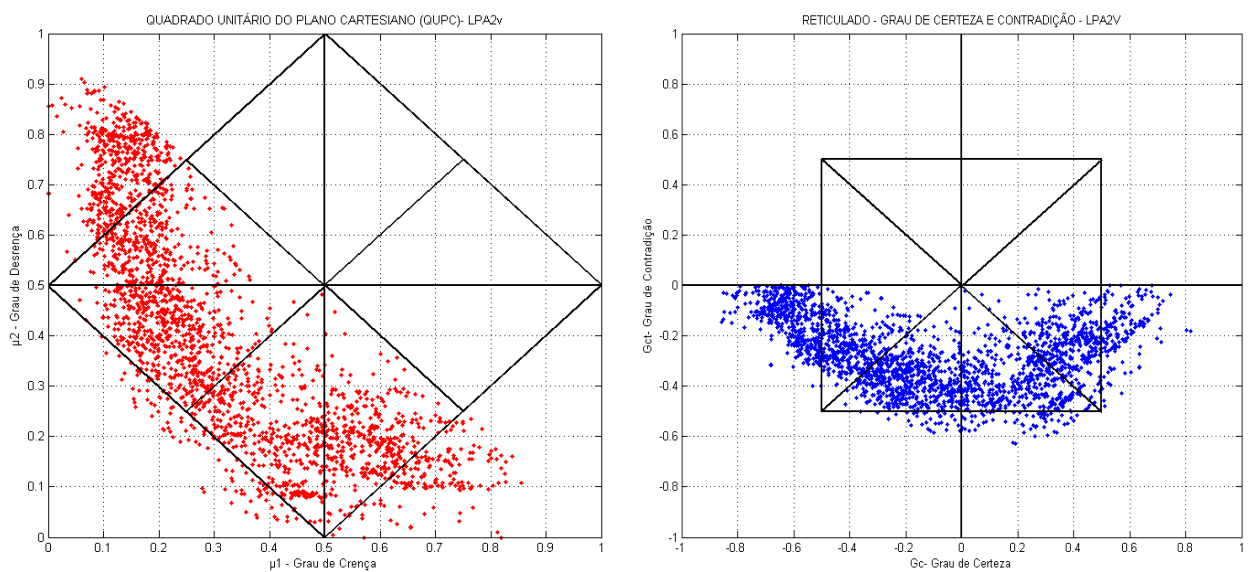 QUADRADO UNITÁRIO DO PLANO CARTESIANO (QUPC)- LPA2v
1
0.9
0.8
0.7
0.6
0.5
0.4
0.3
0.2
0.1
0
µ2 - Grau de Desrença
0 0.1 0.2 0.3 0.4 0.5 0.6 0.7 0.8 0.9 1
µ1 - Grau de Crença
RETICULADO - GRAU DE CERTEZA E CONTRADIÇÃO - LPA2V
1
0.8
0.6
0.4
0.2
0
-0.2
-0.4
-0.6
-0.8
-1
Gct- Grau de Contradição
-1 -0.8 -0.6 -0.4 -0.2 0 0.2 0.4 0.6 0.8 1
Gc- Grau de Certeza